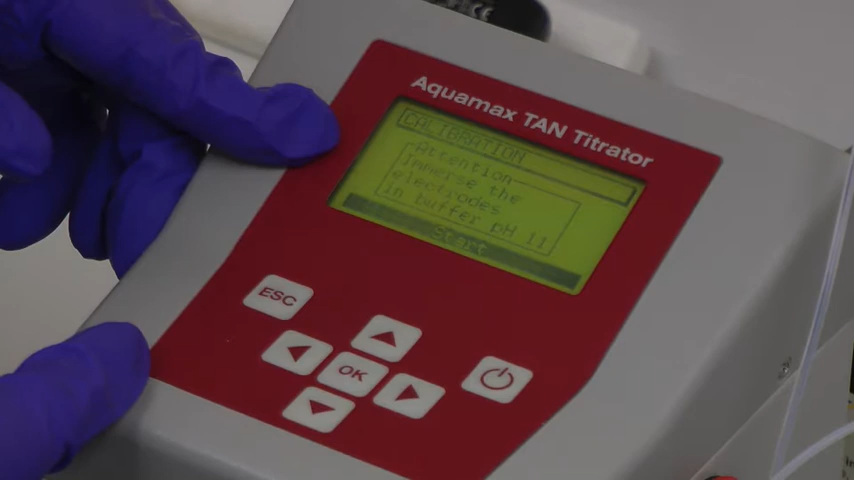 Aquamax TAN Titrator
CALIBRATION
Attention
immerse the
electrodes
in buffer pH 11
Start
ESC
OK